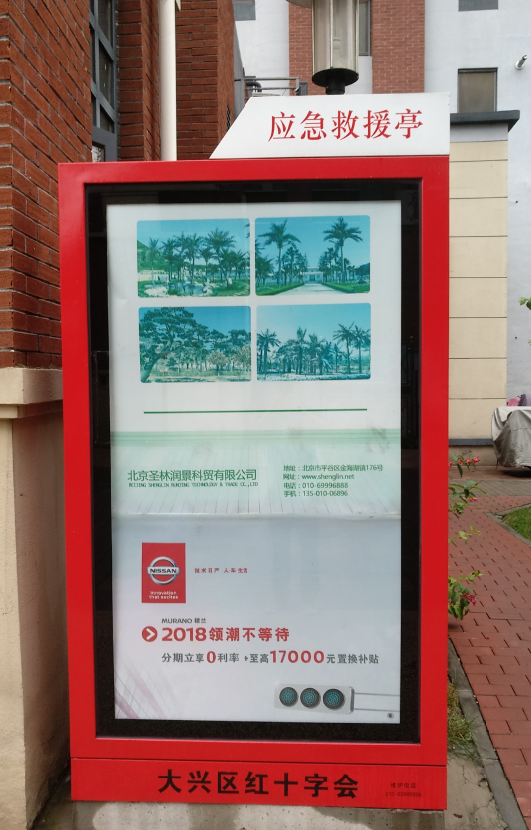 应急救援亭
北京圣林润景科贸有限公司
BEIJING SHENGLIN RUNJING TECHNOLOGY & TRADE CO.,LTD
地址：北京市平谷区金海湖镇176号
网址：www.shenglin.net
电话：010-69996888
手机：135-010-06896
NISSAN
Innovation
that excites
技术日产 人·车·生活
MURANO 楼兰
2018领潮不等待
分期立享0利率 至高17000元置换补贴
大兴区红十字会
维护电话